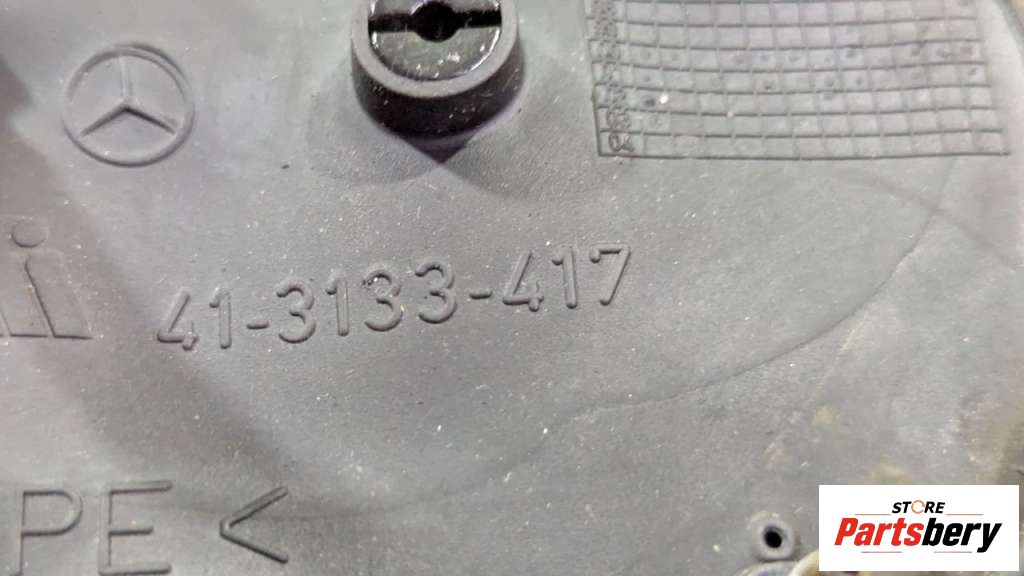 41-3133-417
PE <
STORE
Partsbery